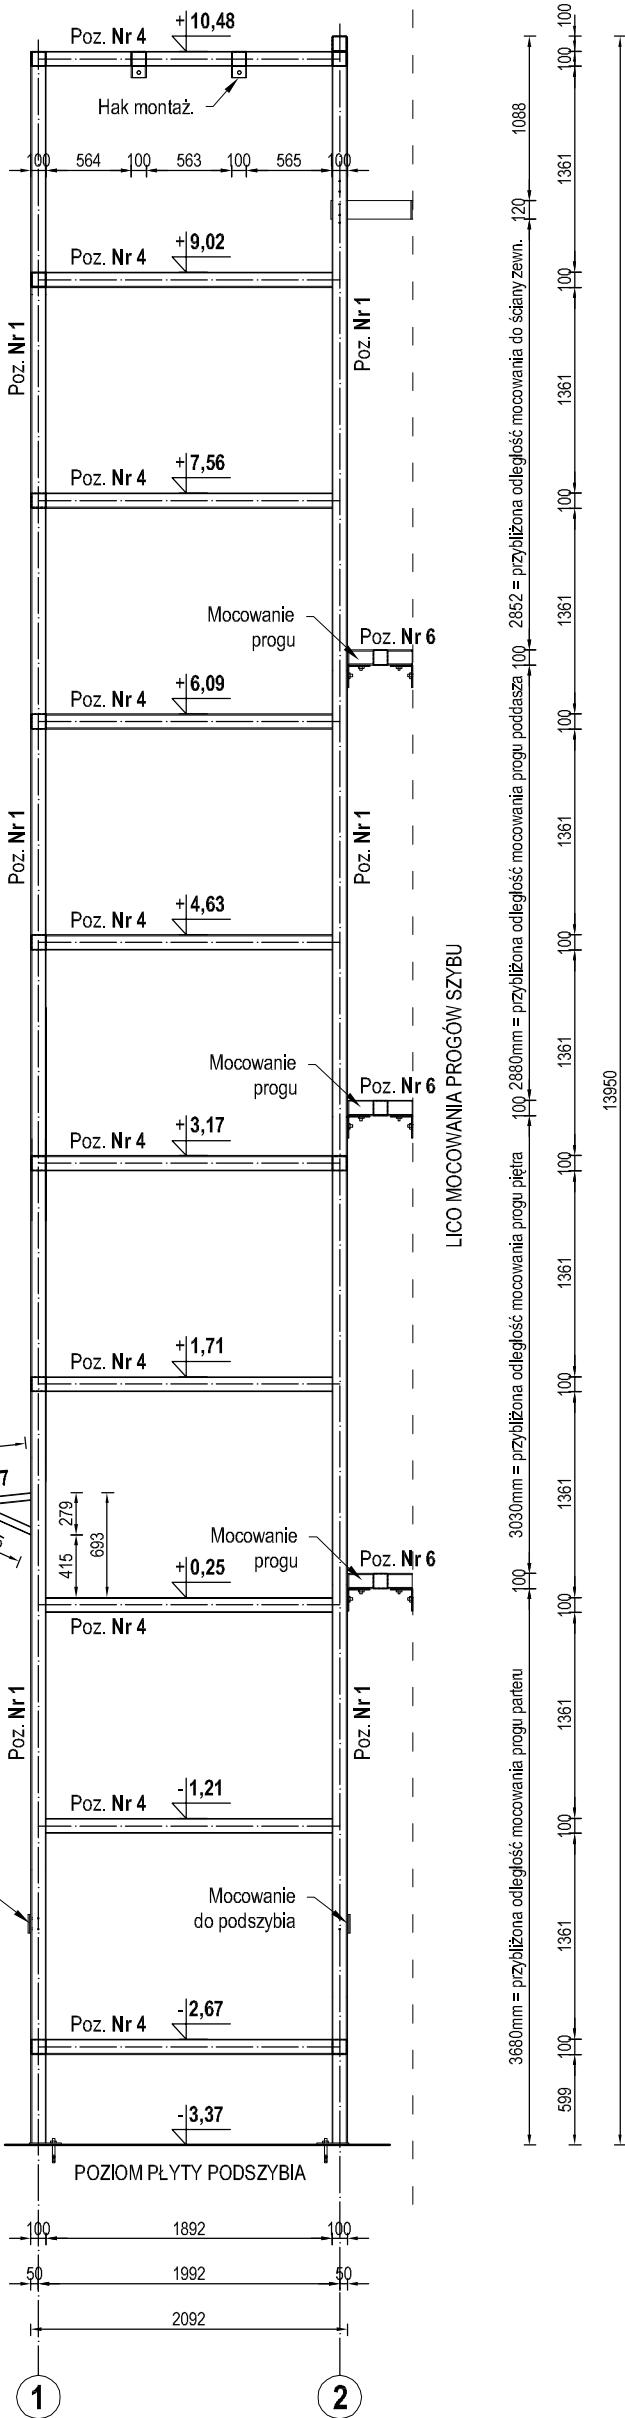 +10,48
Poz. Nr 4
Hak montaż.
100 564 100 563 100 565 100
+9,02
Poz. Nr 4
Poz. Nr 1
Poz. Nr 1
+7,56
Poz. Nr 4
Mocowanie
progu
Poz. Nr 6
+6,09
Poz. Nr 4
Poz. Nr 1
Poz. Nr 1
+4,63
Poz. Nr 4
LICO MOCOWANIA PROGÓW SZYBU
Mocowanie
progu
Poz. Nr 6
+3,17
Poz. Nr 4
+1,71
Poz. Nr 4
7
279
415
693
Mocowanie
progu
Poz. Nr 6
+0,25
Poz. Nr 4
Poz. Nr 1
Poz. Nr 1
-1,21
Poz. Nr 4
Mocowanie
do podszybia
-2,67
Poz. Nr 4
-3,37
POZIOM PŁYTY PODSZYBIA
100 1892 100
50 1992 50
2092
1 2
1088
120
2852 = przybliżona odległość mocowania do ściany zewn.
100
2880mm = przybliżona odległość mocowania progu poddasza
100
3030mm = przybliżona odległość mocowania progu piętra
100
3680mm = przybliżona odległość mocowania progu parteru
100
100
1361
100
1361
100
1361
100
1361
100
1361
100
1361
100
1361
100
1361
100
1361
100
599
13950